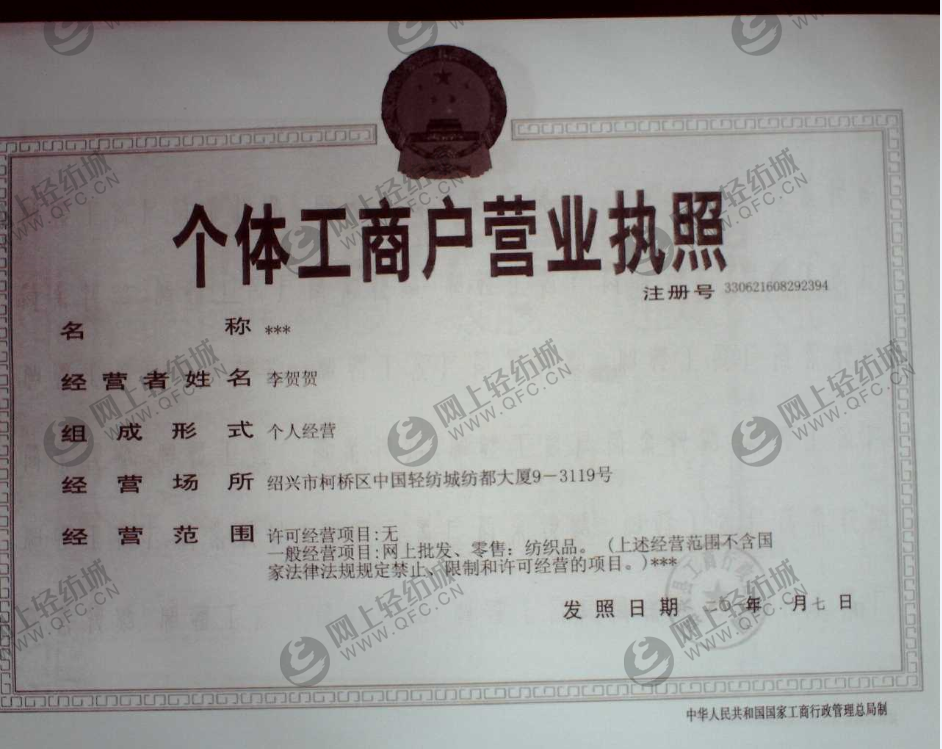 个体工商户营业执照
注册号 330621608292394
名称 ***
经营者姓名 李贺贺
组成形式 个人经营
经营场所 绍兴市柯桥区中国轻纺城纺都大厦9-3119号
经营范围 许可经营项目:无
一般经营项目:网上批发、零售：纺织品。（上述经营范围不含国
家法律法规规定禁止、限制和许可经营的项目。)***
发照日期 年 月七日
中华人民共和国国家工商行政管理总局制
网上轻纺城
WWW.QFC.CN